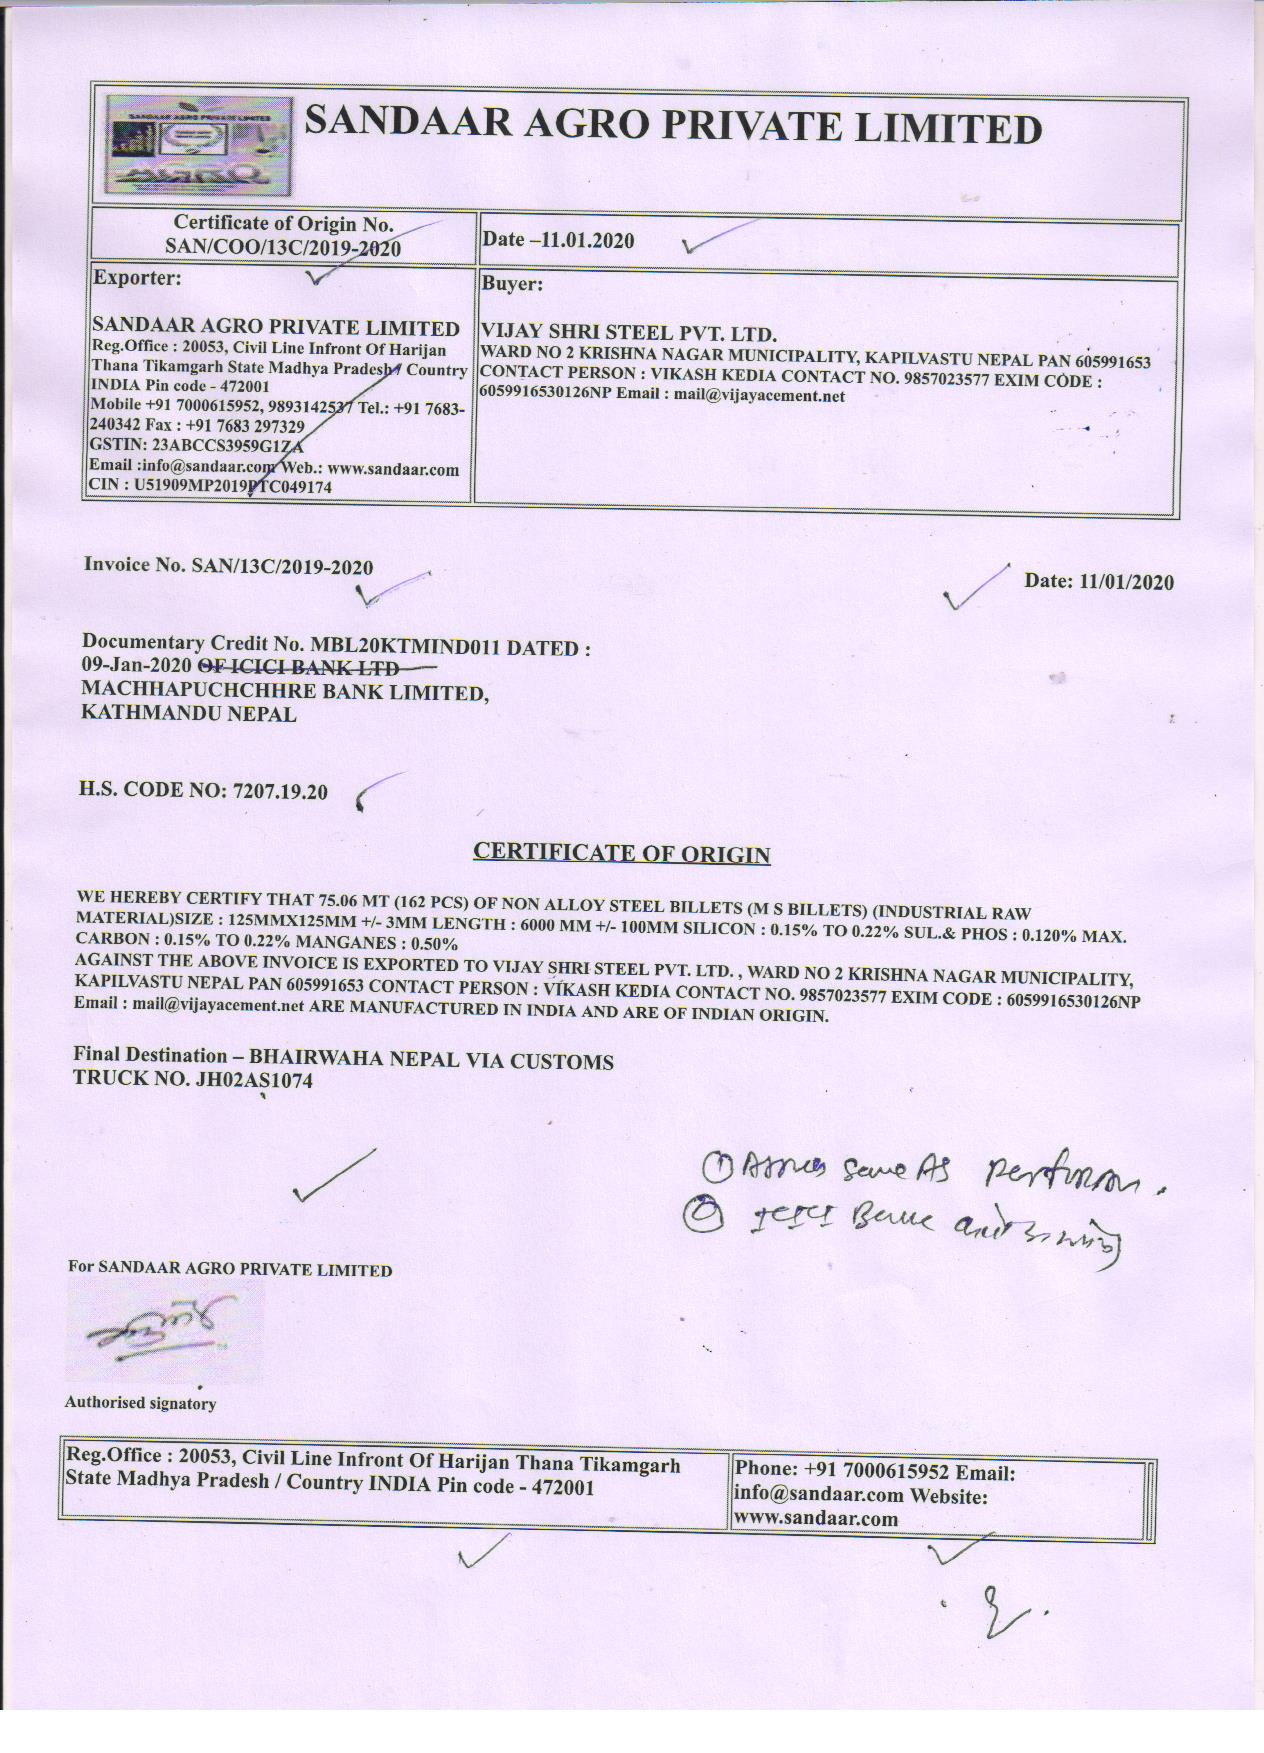 SANDAAR AGRO PRIVATE LIMITED
SANDAAR AGRO PRIVATE LIMITED
Certificate of Origin No.
SAN/COO/13C/2019-2020
Date –11.01.2020
Exporter:
SANDAAR AGRO PRIVATE LIMITED
Reg.Office : 20053, Civil Line Infront Of Harijan
Thana Tikamgarh State Madhya Pradesh / Country
INDIA Pin code - 472001
Mobile +91 7000615952, 9893142537 Tel.: +91 7683-
240342 Fax : +91 7683 297329
GSTIN: 23ABCCS3959G1ZA
Email :info@sandaar.com Web.: www.sandaar.com
CIN : U51909MP2019PTC049174
Buyer:
VIJAY SHRI STEEL PVT. LTD.
WARD NO 2 KRISHNA NAGAR MUNICIPALITY, KAPILVASTU NEPAL PAN 605991653
CONTACT PERSON : VIKASH KEDIA CONTACT NO. 9857023577 EXIM CODE :
6059916530126NP Email : mail@vijayacement.net
Invoice No. SAN/13C/2019-2020
Date: 11/01/2020
Documentary Credit No. MBL20KTMIND011 DATED :
09-Jan-2020 OF ICICI BANK LTD
MACHHAPUCHCHHRE BANK LIMITED,
KATHMANDU NEPAL
H.S. CODE NO: 7207.19.20
CERTIFICATE OF ORIGIN
WE HEREBY CERTIFY THAT 75.06 MT (162 PCS) OF NON ALLOY STEEL BILLETS (M S BILLETS) (INDUSTRIAL RAW
MATERIAL)SIZE : 125MMX125MM +/- 3MM LENGTH : 6000 MM +/- 100MM SILICON : 0.15% TO 0.22% SUL.& PHOS : 0.120% MAX.
CARBON : 0.15% TO 0.22% MANGANES : 0.50%
AGAINST THE ABOVE INVOICE IS EXPORTED TO VIJAY SHRI STEEL PVT. LTD. , WARD NO 2 KRISHNA NAGAR MUNICIPALITY,
KAPILVASTU NEPAL PAN 605991653 CONTACT PERSON : VIKASH KEDIA CONTACT NO. 9857023577 EXIM CODE : 6059916530126NP
Email : mail@vijayacement.net ARE MANUFACTURED IN INDIA AND ARE OF INDIAN ORIGIN.
Final Destination – BHAIRWAHA NEPAL VIA CUSTOMS
TRUCK NO. JH02AS1074
① same As
② ICICI
For SANDAAR AGRO PRIVATE LIMITED
Authorised signatory
Reg.Office : 20053, Civil Line Infront Of Harijan Thana Tikamgarh
State Madhya Pradesh / Country INDIA Pin code - 472001
Phone: +91 7000615952 Email:
info@sandaar.com Website:
www.sandaar.com